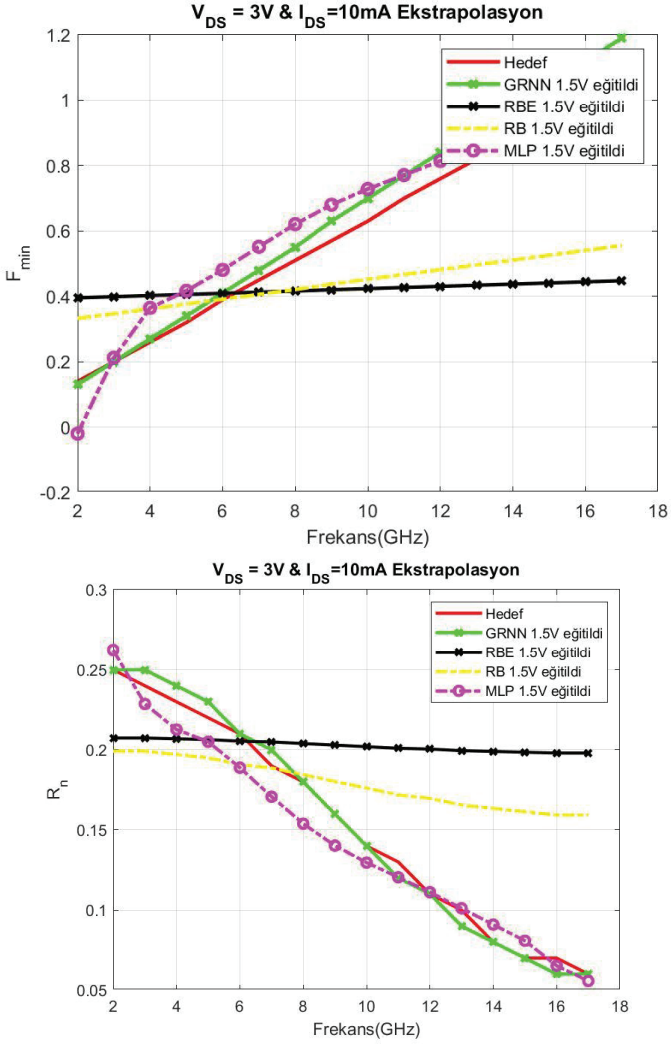 V_DS = 3V & I_DS=10mA Ekstrapolasyon
1.2
1
0.8
0.6
0.4
0.2
0
-0.2
F_min
Hedef
GRNN 1.5V eğitildi
RBE 1.5V eğitildi
RB 1.5V eğitildi
MLP 1.5V eğitildi
2 4 6 8 10 12 14 16 18
Frekans(GHz)
V_DS = 3V & I_DS=10mA Ekstrapolasyon
0.3
0.25
0.2
0.15
0.1
0.05
R_n
Hedef
GRNN 1.5V eğitildi
RBE 1.5V eğitildi
RB 1.5V eğitildi
MLP 1.5V eğitildi
2 4 6 8 10 12 14 16 18
Frekans(GHz)